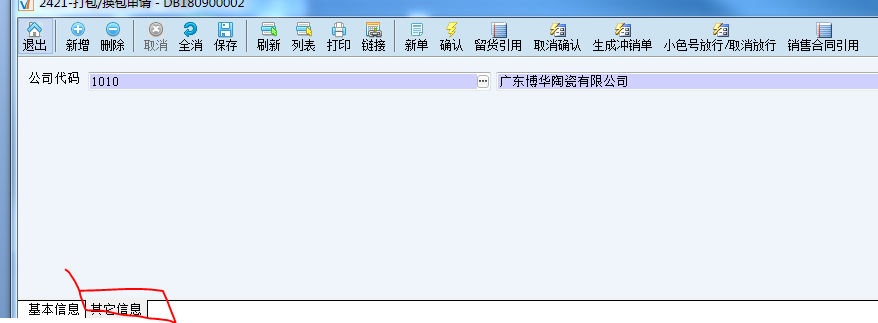 2421-打包/换包申请 - DB180900002
退出 新增 删除 取消 全消 保存 刷新 列表 打印 链接 新单 确认 留货引用 取消确认 生成冲销单 小色号放行/取消放行 销售合同引用
公司代码 1010 广东博华陶瓷有限公司
基本信息 其它信息